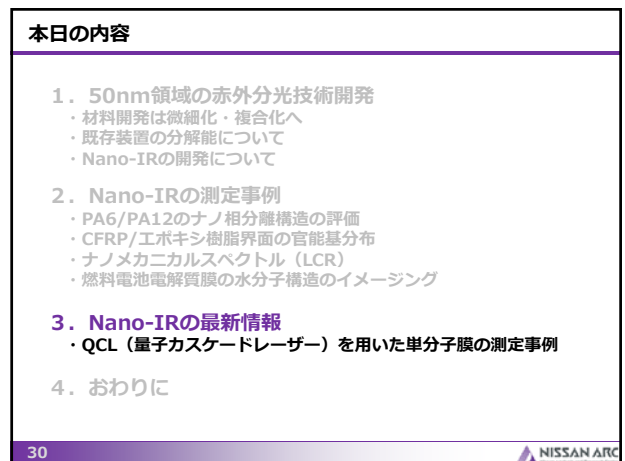 本日の内容
1．50nm領域の赤外分光技術開発
・材料開発は微細化・複合化へ
・既存装置の分解能について
・Nano-IRの開発について
2．Nano-IRの測定事例
・PA6/PA12のナノ相分離構造の評価
・CFRP/エポキシ樹脂界面の官能基分布
・ナノメカニカルスペクトル（LCR）
・燃料電池電解質膜の水分子構造のイメージング
3．Nano-IRの最新情報
・QCL（量子カスケードレーザー）を用いた単分子膜の測定事例
4．おわりに
30
NISSAN ARC